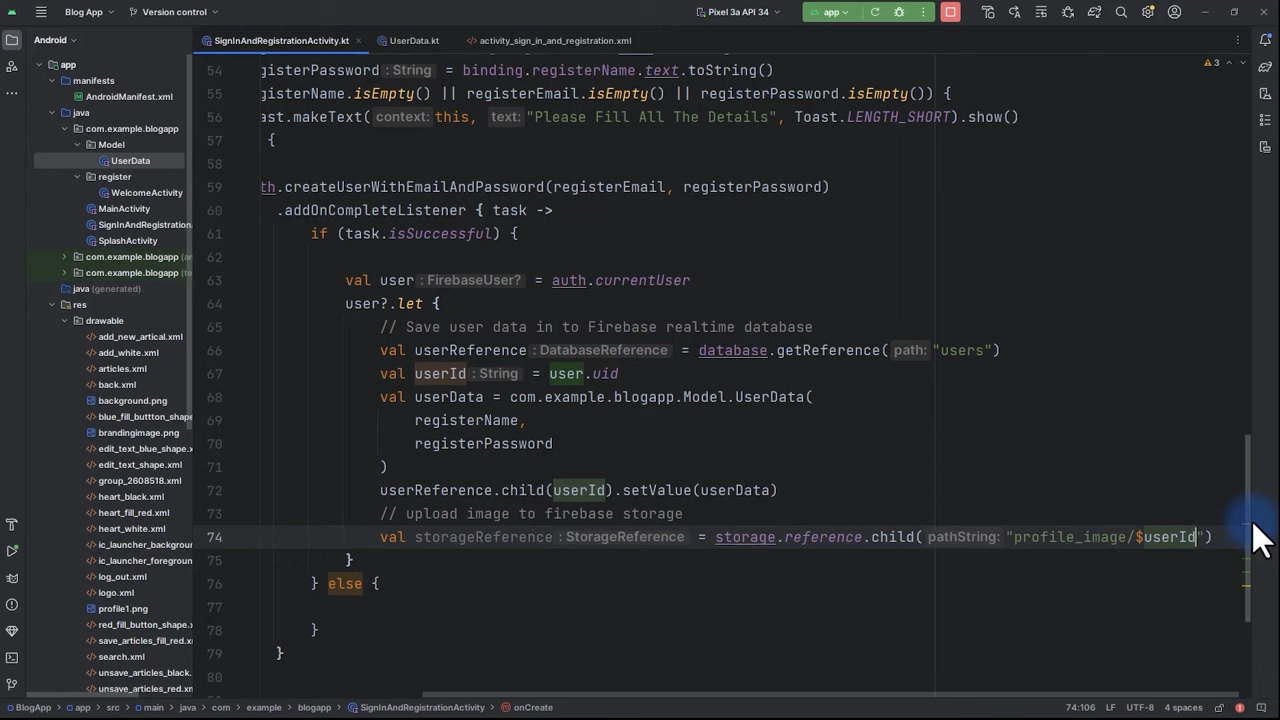 Blog App
Version control
Pixel 3a API 34
app
Android
SignInAndRegistrationActivity.kt
UserData.kt
activity_sign_in_and_registration.xml
3
app
manifests
AndroidManifest.xml
java
com.example.blogapp
Model
UserData
register
WelcomeActivity
MainActivity
SignInAndRegistration
SplashActivity
com.example.blogapp (
com.example.blogapp (
java (generated)
res
drawable
add_new_artical.xml
add_white.xml
articles.xml
back.xml
background.png
blue_fill_buttton_shape
brandingimage.png
edit_text_blue_shape.x
edit_text_shape.xml
group_2608518.xml
heart_black.xml
heart_fill_red.xml
heart_white.xml
ic_launcher_backgroun
ic_launcher_foregroun
log_out.xml
logo.xml
profile1.png
red_fill_button_shape.
save_articles_fill_red.x
search.xml
unsave_articles_black.
unsave_articles_red.x
54 gisterPassword : String = binding.registerName.text.toString()
55 gisterName.isEmpty() || registerEmail.isEmpty() || registerPassword.isEmpty()) {
56 ast.makeText( context: this, text: "Please Fill All The Details", Toast.LENGTH_SHORT).show()
57 {
58
59 th.createUserWithEmailAndPassword(registerEmail, registerPassword)
60 .addOnCompleteListener { task ->
61 if (task.isSuccessful) {
62
63 val user : FirebaseUser? = auth.currentUser
64 user?.let {
65 // Save user data in to Firebase realtime database
66 val userReference : DatabaseReference = database.getReference( path: "users")
67 val userId : String = user.uid
68 val userData = com.example.blogapp.Model.UserData(
69 registerName,
70 registerPassword
71 )
72 userReference.child(userId).setValue(userData)
73 // upload image to firebase storage
74 val storageReference : StorageReference = storage.reference.child( pathString: "profile_image/$userId")
75 }
76 } else {
77
78 }
79 }
80
BlogApp
app
src
main
java
com
example
blogapp
SignInAndRegistrationActivity
onCreate
74:106
LF
UTF-8
4 spaces